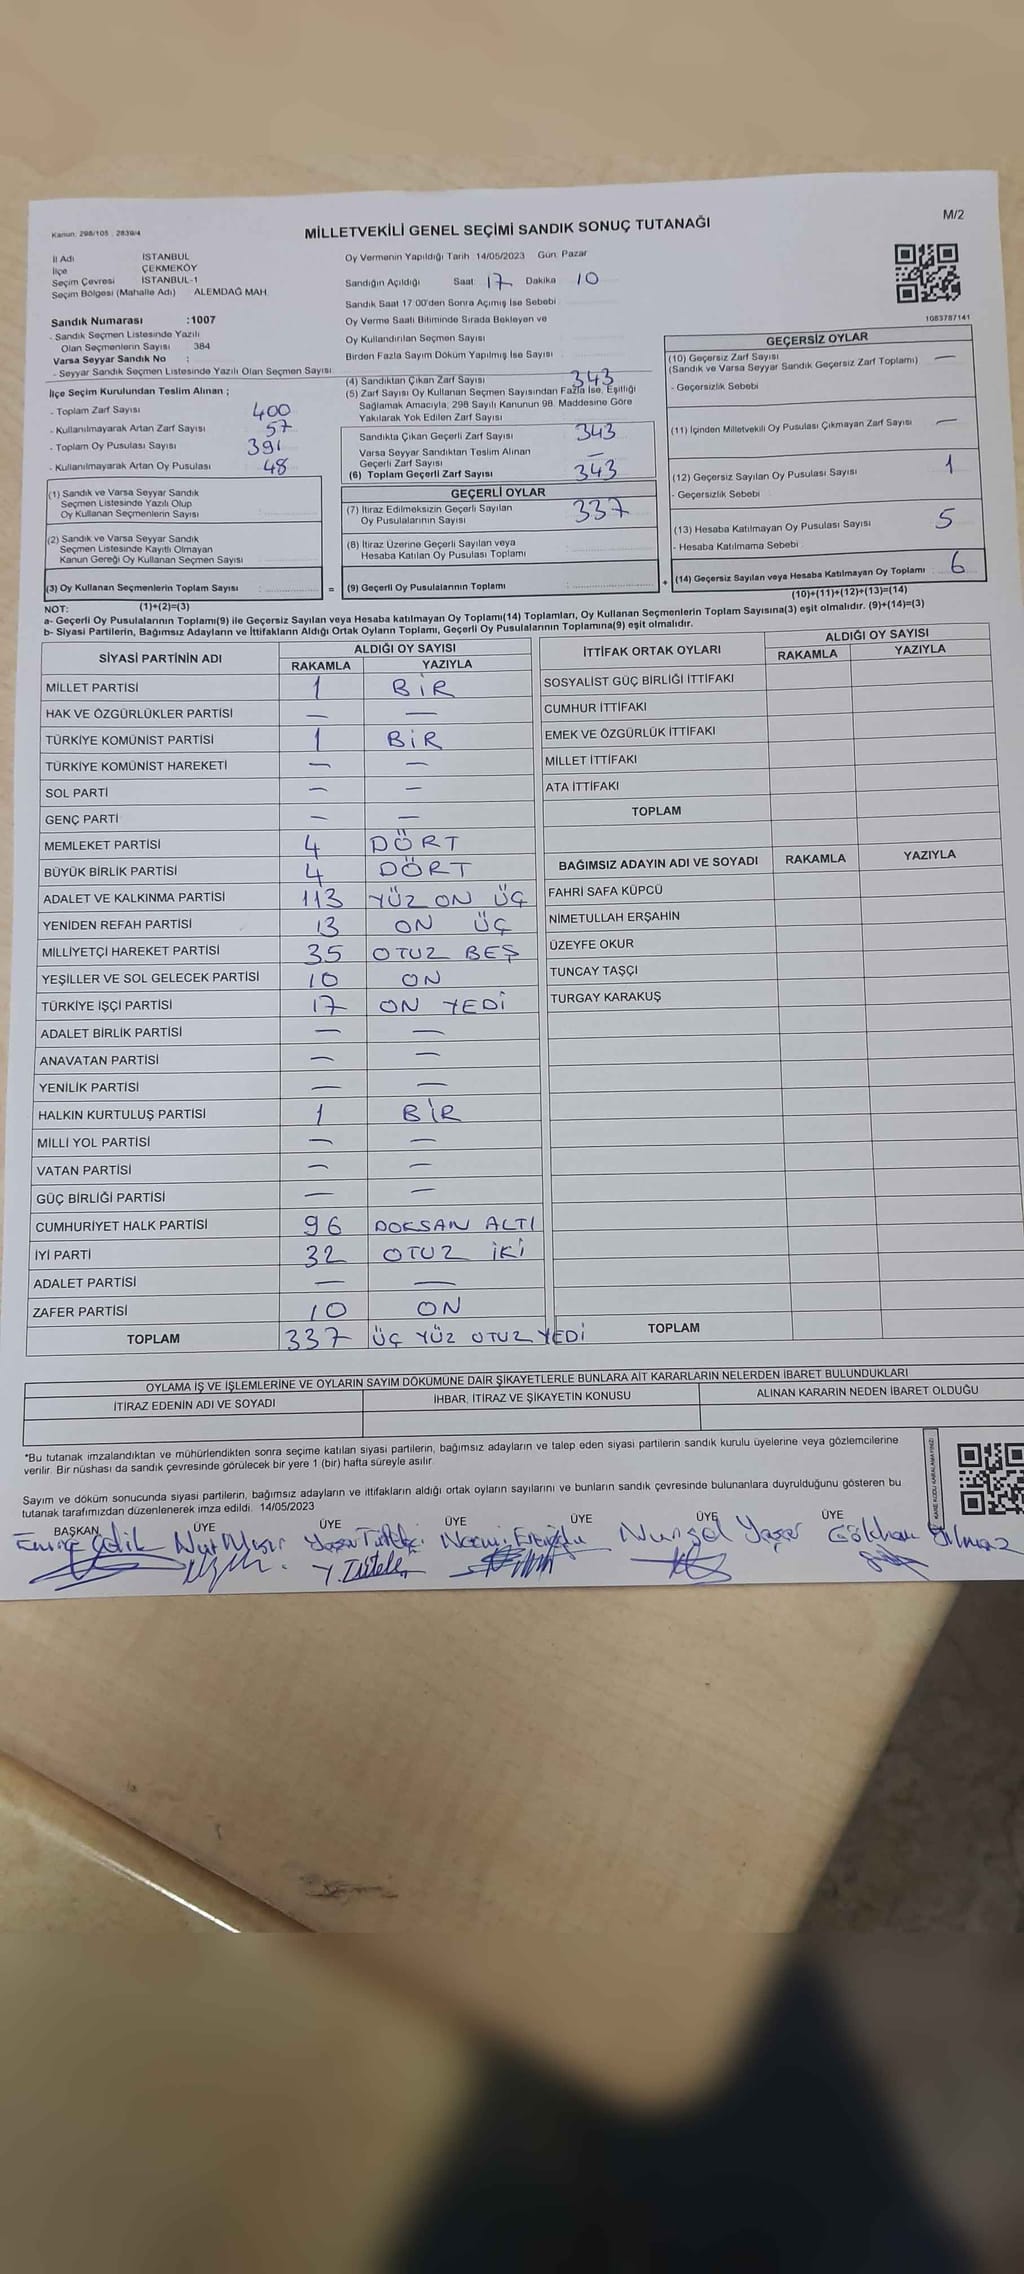 Kanun: 298/105 , 2839/4
MİLLETVEKİLİ GENEL SEÇİMİ SANDIK SONUÇ TUTANAĞI
M/2
İl Adı İSTANBUL
İlçe ÇEKMEKÖY
Seçim Çevresi İSTANBUL-1
Seçim Bölgesi (Mahalle Adı) ALEMDAĞ MAH.
Oy Vermenin Yapıldığı Tarih 14/05/2023 Gün Pazar
Sandığın Açıldığı Saat 17 Dakika 10
Sandık Saat 17.00'den Sonra Açımış İse Sebebi
Oy Verme Saati Bitiminde Sırada Bekleyen ve
Oy Kullandırılan Seçmen Sayısı
Birden Fazla Sayım Döküm Yapılmış İse Sayısı
1083787141
Sandık Numarası :1007
- Sandık Seçmen Listesinde Yazılı
Olan Seçmenlerin Sayısı : 384
Varsa Seyyar Sandık No :
- Seyyar Sandık Seçmen Listesinde Yazılı Olan Seçmen Sayısı
İlçe Seçim Kurulundan Teslim Alınan ;
- Toplam Zarf Sayısı 400
- Kullanılmayarak Artan Zarf Sayısı 57
- Toplam Oy Pusulası Sayısı 391
- Kullanılmayarak Artan Oy Pusulası 48
(1) Sandık ve Varsa Seyyar Sandık
Seçmen Listesinde Yazılı Olup
Oy Kullanan Seçmenlerin Sayısı
(2) Sandık ve Varsa Seyyar Sandık
Seçmen Listesinde Kayıtlı Olmayan
Kanun Gereği Oy Kullanan Seçmen Sayısı
(3) Oy Kullanan Seçmenlerin Toplam Sayısı :
(1)+(2)=(3)
(4) Sandıktan Çıkan Zarf Sayısı 343
(5) Zarf Sayısı Oy Kullanan Seçmen Sayısından Fazla İse, Eşitliği
Sağlamak Amacıyla, 298 Sayılı Kanunun 98. Maddesine Göre
Yakılarak Yok Edilen Zarf Sayısı
Sandıkta Çıkan Geçerli Zarf Sayısı 343
Varsa Seyyar Sandıktan Teslim Alınan
Geçerli Zarf Sayısı —
(6) Toplam Geçerli Zarf Sayısı 343
GEÇERLİ OYLAR
(7) İtiraz Edilmeksizin Geçerli Sayılan
Oy Pusulalarının Sayısı 337
(8) İtiraz Üzerine Geçerli Sayılan veya
Hesaba Katılan Oy Pusulası Toplamı
= (9) Geçerli Oy Pusulalarının Toplamı :
GEÇERSİZ OYLAR
(10) Geçersiz Zarf Sayısı —
(Sandık ve Varsa Seyyar Sandık Geçersiz Zarf Toplamı)
- Geçersizlik Sebebi
(11) İçinden Milletvekili Oy Pusulası Çıkmayan Zarf Sayısı —
(12) Geçersiz Sayılan Oy Pusulası Sayısı 1
- Geçersizlik Sebebi
(13) Hesaba Katılmayan Oy Pusulası Sayısı 5
- Hesaba Katılmama Sebebi
+ (14) Geçersiz Sayılan veya Hesaba Katılmayan Oy Toplamı 6
(10)+(11)+(12)+(13)=(14)
NOT:
a- Geçerli Oy Pusulalarının Toplamı(9) ile Geçersiz Sayılan veya Hesaba katılmayan Oy Toplamı(14) Toplamları, Oy Kullanan Seçmenlerin Toplam Sayısına(3) eşit olmalıdır. (9)+(14)=(3)
b- Siyasi Partilerin, Bağımsız Adayların ve İttifakların Aldığı Ortak Oyların Toplamı, Geçerli Oy Pusulalarının Toplamına(9) eşit olmalıdır.
SİYASİ PARTİNİN ADI ALDIĞI OY SAYISI
RAKAMLA YAZIYLA
MİLLET PARTİSİ 1 BİR
HAK VE ÖZGÜRLÜKLER PARTİSİ — —
TÜRKİYE KOMÜNİST PARTİSİ 1 BİR
TÜRKİYE KOMÜNİST HAREKETİ — —
SOL PARTİ — —
GENÇ PARTİ — —
MEMLEKET PARTİSİ 4 DÖRT
BÜYÜK BİRLİK PARTİSİ 4 DÖRT
ADALET VE KALKINMA PARTİSİ 113 YÜZ ON ÜÇ
YENİDEN REFAH PARTİSİ 13 ON ÜÇ
MİLLİYETÇİ HAREKET PARTİSİ 35 OTUZ BEŞ
YEŞİLLER VE SOL GELECEK PARTİSİ 10 ON
TÜRKİYE İŞÇİ PARTİSİ 17 ON YEDİ
ADALET BİRLİK PARTİSİ — —
ANAVATAN PARTİSİ — —
YENİLİK PARTİSİ — —
HALKIN KURTULUŞ PARTİSİ 1 BİR
MİLLİ YOL PARTİSİ — —
VATAN PARTİSİ — —
GÜÇ BİRLİĞİ PARTİSİ — —
CUMHURİYET HALK PARTİSİ 96 DOKSAN ALTI
İYİ PARTİ 32 OTUZ İKİ
ADALET PARTİSİ — —
ZAFER PARTİSİ 10 ON
TOPLAM 337 ÜÇ YÜZ OTUZ YEDİ
İTTİFAK ORTAK OYLARI ALDIĞI OY SAYISI
RAKAMLA YAZIYLA
SOSYALİST GÜÇ BİRLİĞİ İTTİFAKI
CUMHUR İTTİFAKI
EMEK VE ÖZGÜRLÜK İTTİFAKI
MİLLET İTTİFAKI
ATA İTTİFAKI
TOPLAM
BAĞIMSIZ ADAYIN ADI VE SOYADI RAKAMLA YAZIYLA
FAHRİ SAFA KÜPCÜ
NİMETULLAH ERŞAHİN
ÜZEYFE OKUR
TUNCAY TAŞÇI
TURGAY KARAKUŞ
TOPLAM
OYLAMA İŞ VE İŞLEMLERİNE VE OYLARIN SAYIM DÖKÜMÜNE DAİR ŞİKAYETLERLE BUNLARA AİT KARARLARIN NELERDEN İBARET BULUNDUKLARI
İTİRAZ EDENİN ADI VE SOYADI İHBAR, İTİRAZ VE ŞİKAYETİN KONUSU ALINAN KARARIN NEDEN İBARET OLDUĞU
*Bu tutanak imzalandıktan ve mühürlendikten sonra seçime katılan siyasi partilerin, bağımsız adayların ve talep eden siyasi partilerin sandık kurulu üyelerine veya gözlemcilerine
verilir. Bir nüshası da sandık çevresinde görülecek bir yere 1 (bir) hafta süreyle asılır.
Sayım ve döküm sonucunda siyasi partilerin, bağımsız adayların ve ittifakların aldığı ortak oyların sayılarını ve bunların sandık çevresinde bulunanlara duyrulduğunu gösteren bu
tutanak tarafımızdan düzenlenerek imza edildi. 14/05/2023
KARE KODU KARALAMAYINIZ!
BAŞKAN ÜYE ÜYE ÜYE ÜYE ÜYE ÜYE
Emre Çelik Nurgel Yaşar Gökhan Yılmaz